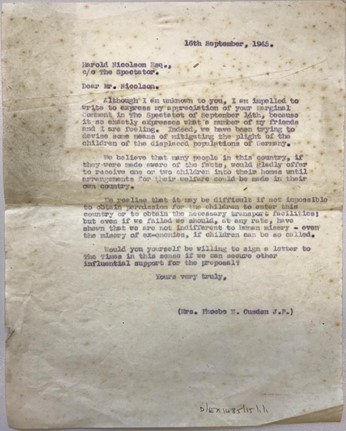 16th September, 1945.
Harold Nicolson Esq.,
c/o The Spectator.
Dear Mr. Nicolson,
Although I am unknown to you, I am impelled to
write to express my appreciation of your Marginal
Comment in The Spectator of September 14th, because
it so exactly expresses what a number of my friends
and I are feeling. Indeed, we have been trying to
devise some means of mitigating the plight of the
children of the displaced populations of Germany.
We believe that many people in this country, if
they were made aware of the facts, would gladly offer
to receive one or two children into their homes until
arrangements for their welfare could be made in their
own country.
We realise that it may be difficult if not impossible
to obtain permission for the children to enter this
country or to obtain the necessary transport facilities;
but even if we failed we should, at any rate, have
shown that we are not indifferent to human misery - even
the misery of ex-enemies, if children can be so called.
Would you yourself be willing to sign a letter to
The Times in this sense if we can secure other
influential support for the proposal?
Yours very truly,
(Mrs. Phoebe E. Cusden J.P.)
D/EX1485/15/1/1